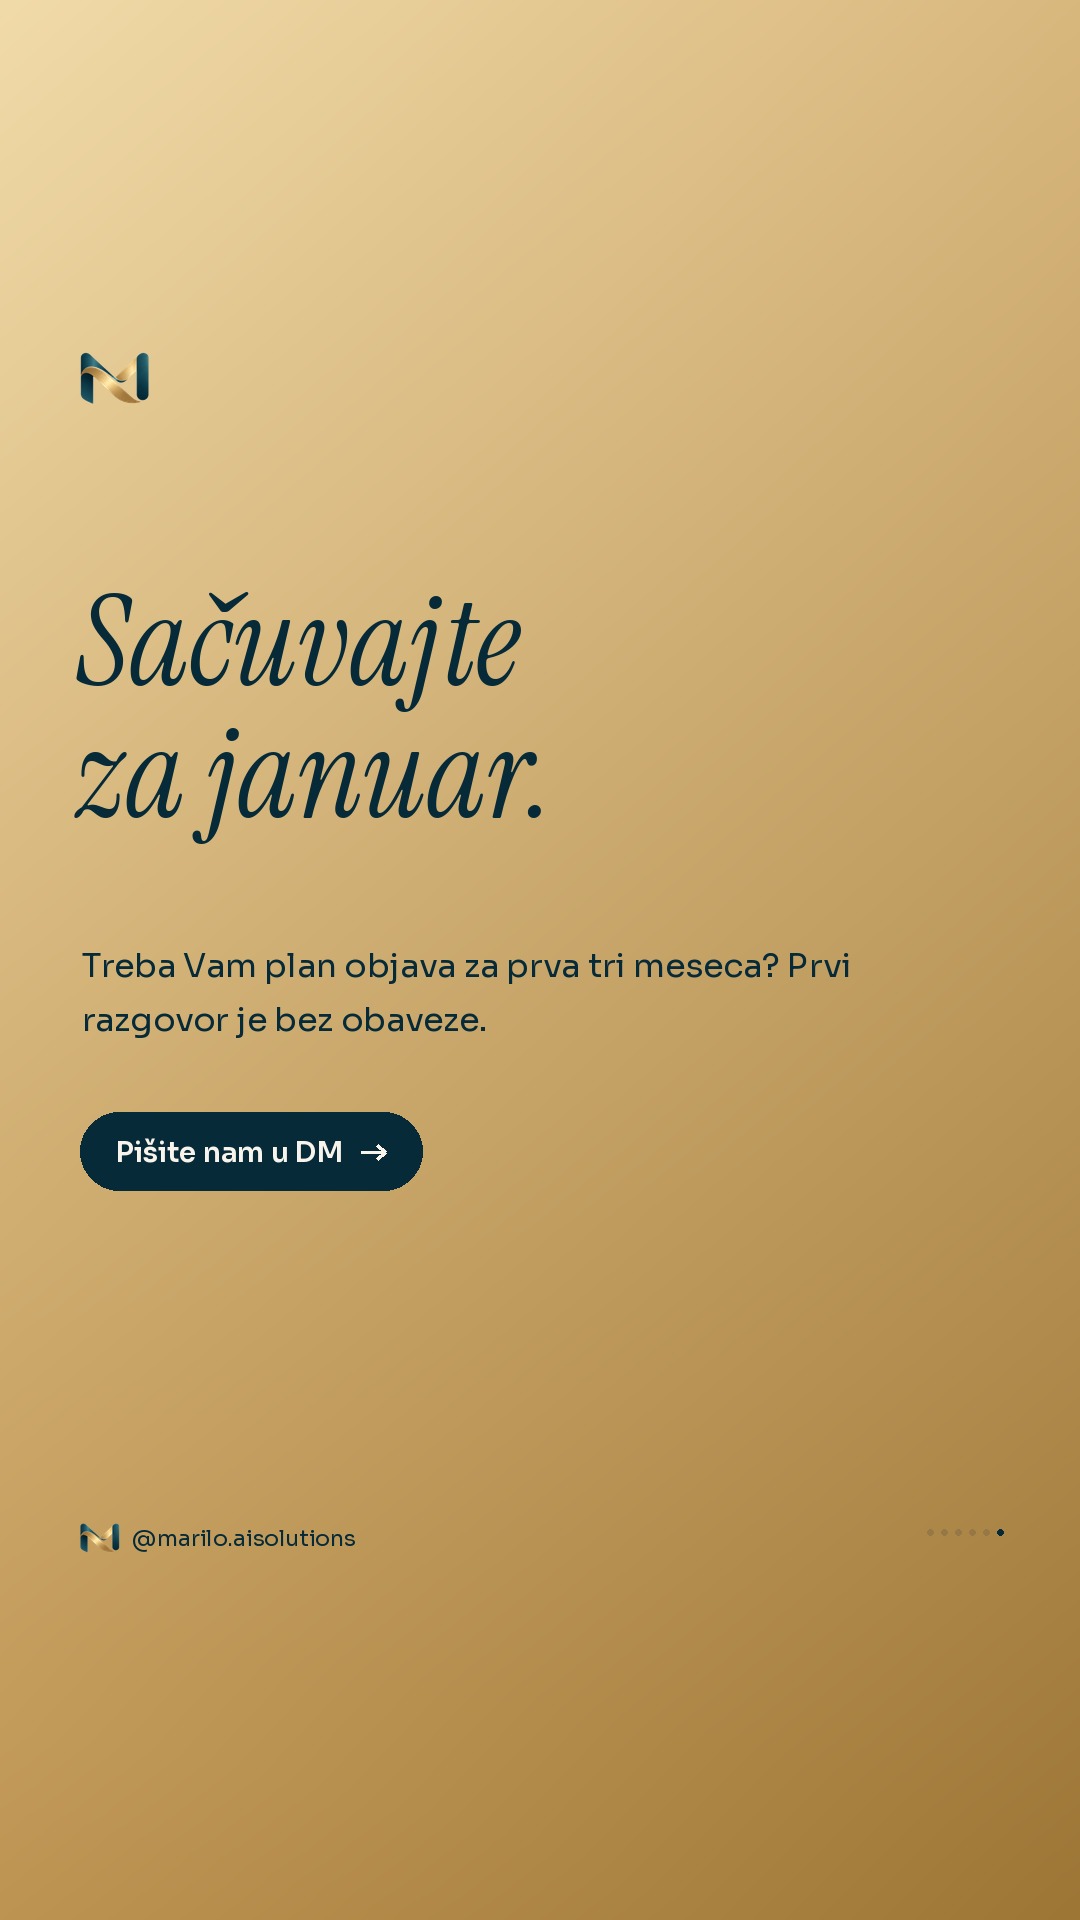 Sačuvajte
za januar.
Treba Vam plan objava za prva tri meseca? Prvi
razgovor je bez obaveze.
Pišite nam u DM →
@marilo.aisolutions